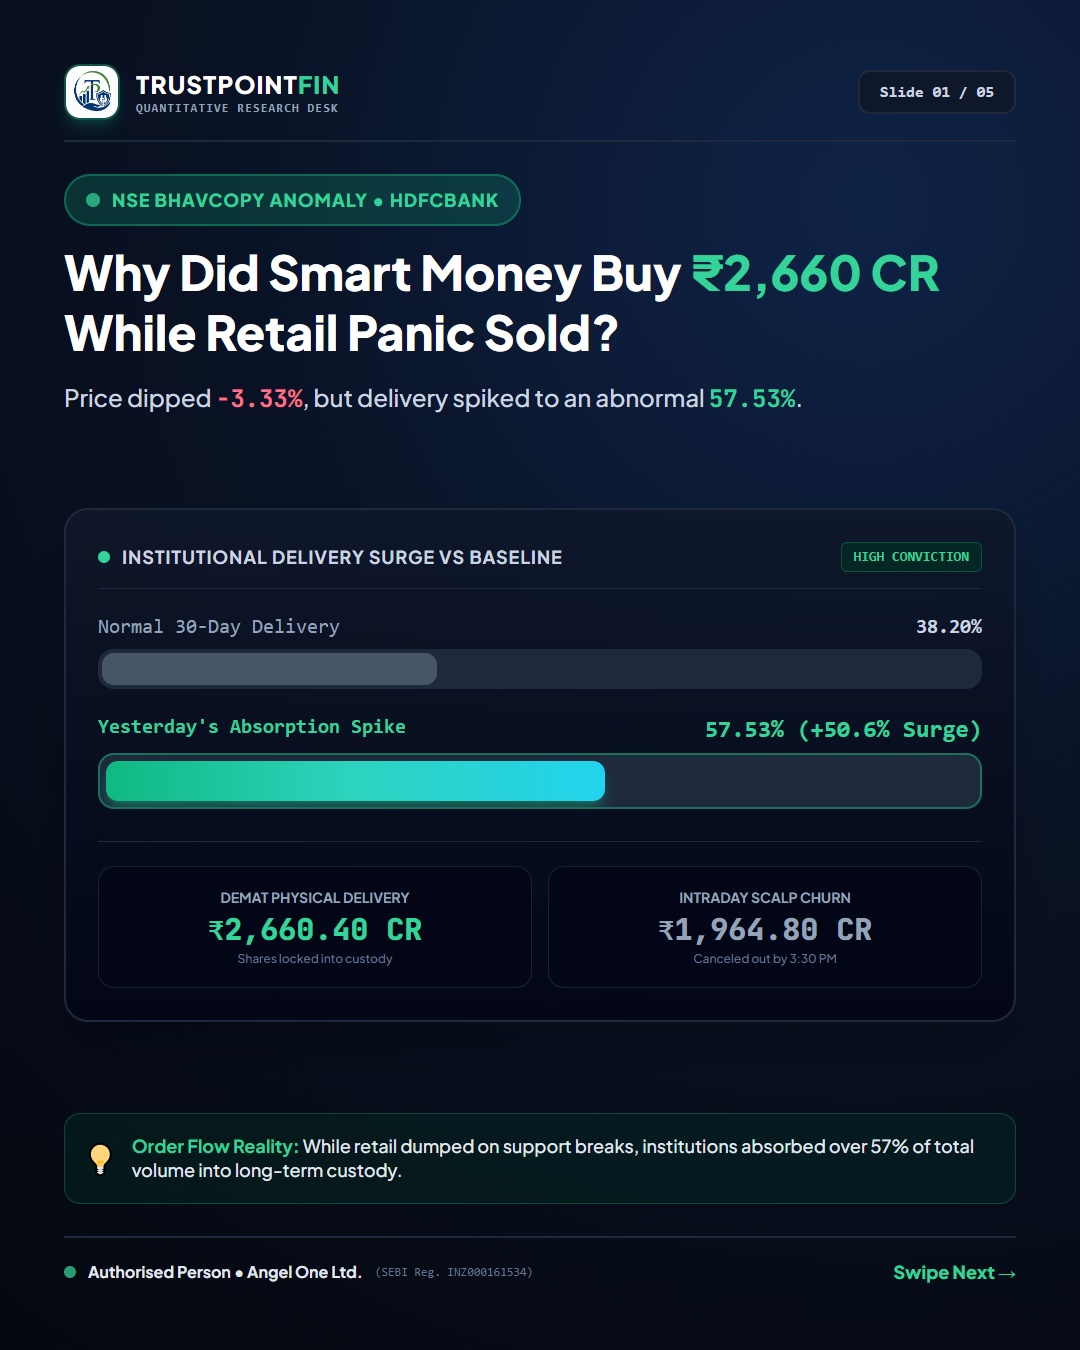 TRUSTPOINTFIN
QUANTITATIVE RESEARCH DESK
Slide 01 / 05
NSE BHAVCOPY ANOMALY ● HDFCBANK
Why Did Smart Money Buy ₹2,660 CR
While Retail Panic Sold?
Price dipped -3.33%, but delivery spiked to an abnormal 57.53%.
INSTITUTIONAL DELIVERY SURGE VS BASELINE
HIGH CONVICTION
Normal 30-Day Delivery
38.20%
Yesterday's Absorption Spike
57.53% (+50.6% Surge)
DEMAT PHYSICAL DELIVERY
₹2,660.40 CR
Shares locked into custody
INTRADAY SCALP CHURN
₹1,964.80 CR
Canceled out by 3:30 PM
Order Flow Reality: While retail dumped on support breaks, institutions absorbed over 57% of total
volume into long-term custody.
Authorised Person ● Angel One Ltd. (SEBI Reg. INZ000161534)
Swipe Next →